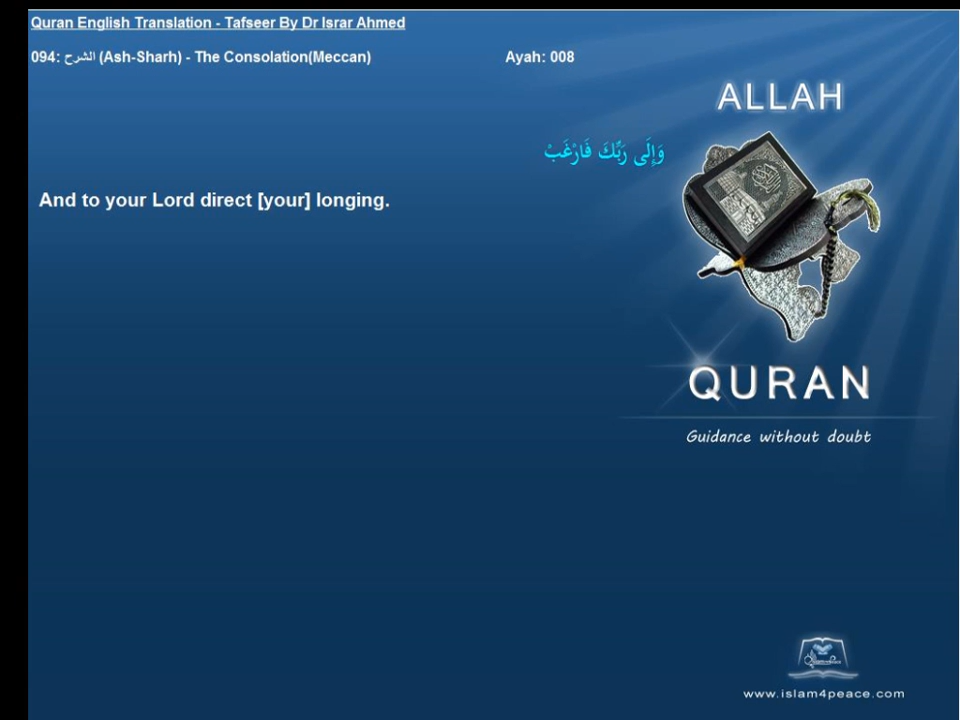 Quran English Translation - Tafseer By Dr Israr Ahmed
094: الشرح (Ash-Sharh) - The Consolation(Meccan) Ayah: 008
ALLAH
وَإِلَى رَبِّكَ فَارْغَبْ
And to your Lord direct [your] longing.
QURAN
Guidance without doubt
www.islam4peace.com